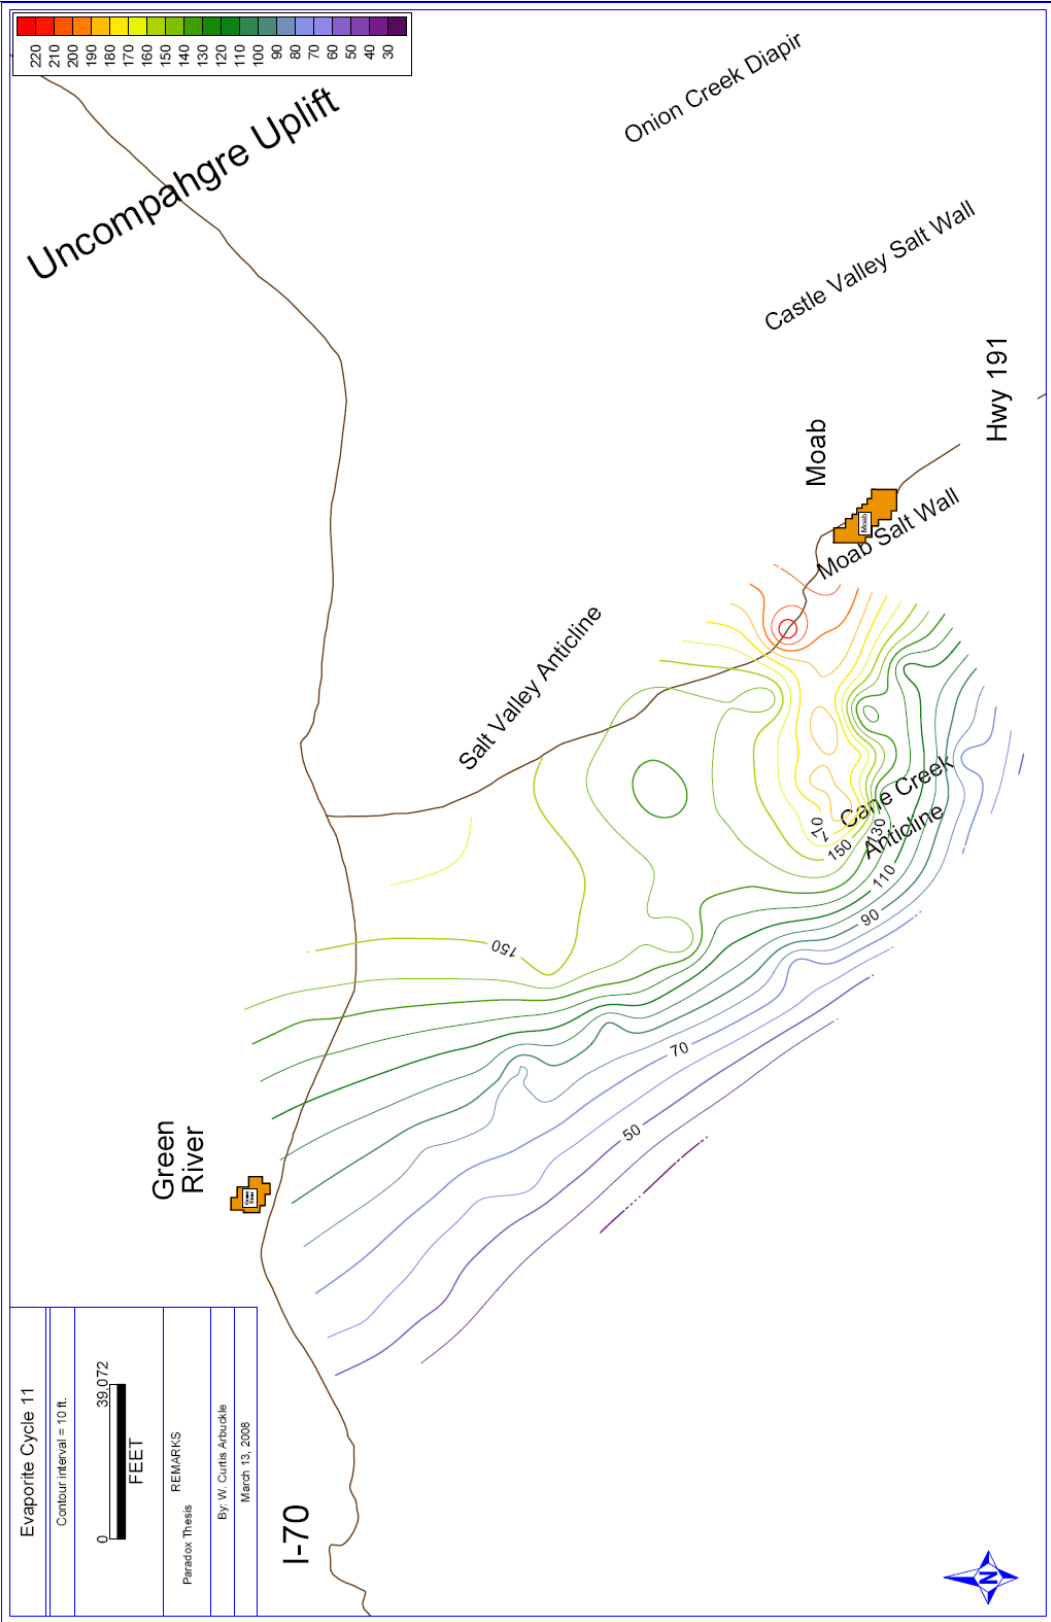 220
210
200
190
180
170
160
150
140
130
120
110
100
90
80
70
60
50
40
30
Uncompahgre Uplift
Onion Creek Diapir
Castle Valley Salt Wall
Hwy 191
Moab
Moab
Moab Salt Wall
Salt Valley Anticline
Cane Creek
Anticline
170
150
130
110
90
150
70
50
Green
River
Green
River
I-70
Evaporite Cycle 11
Contour interval = 10 ft.
0
39,072
FEET
REMARKS
Paradox Thesis
By: W. Curtis Arbuckle
March 13, 2008
N